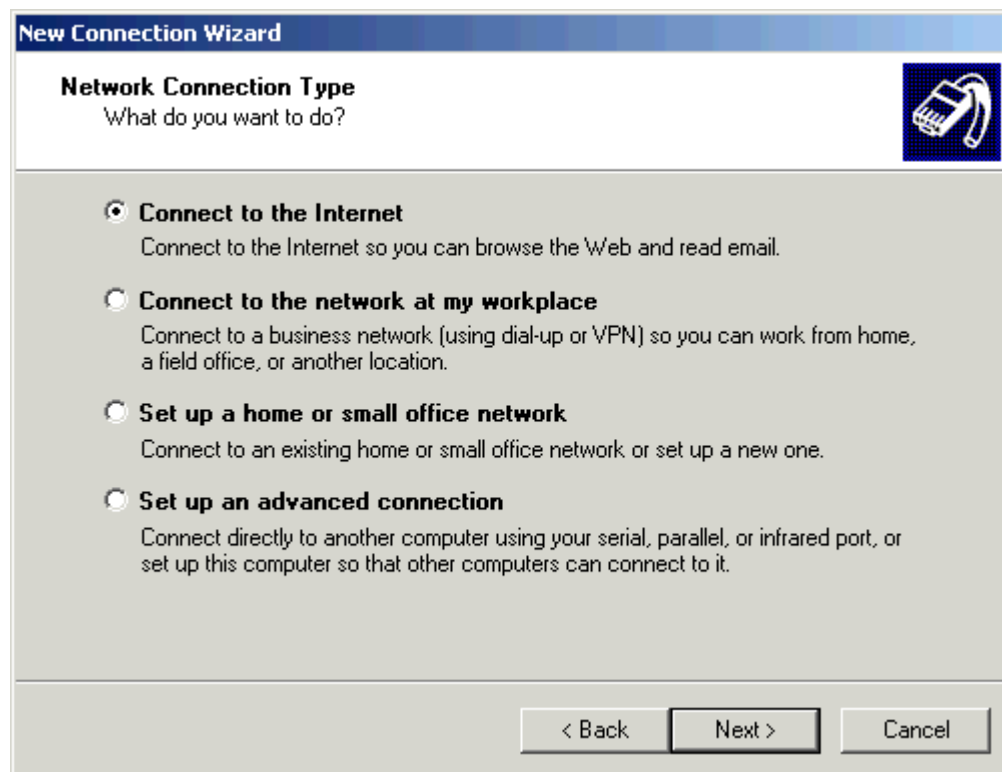 New Connection Wizard
Network Connection Type
What do you want to do?
Connect to the Internet
Connect to the Internet so you can browse the Web and read email.
Connect to the network at my workplace
Connect to a business network (using dial-up or VPN) so you can work from home,
a field office, or another location.
Set up a home or small office network
Connect to an existing home or small office network or set up a new one.
Set up an advanced connection
Connect directly to another computer using your serial, parallel, or infrared port, or
set up this computer so that other computers can connect to it.
< Back Next > Cancel